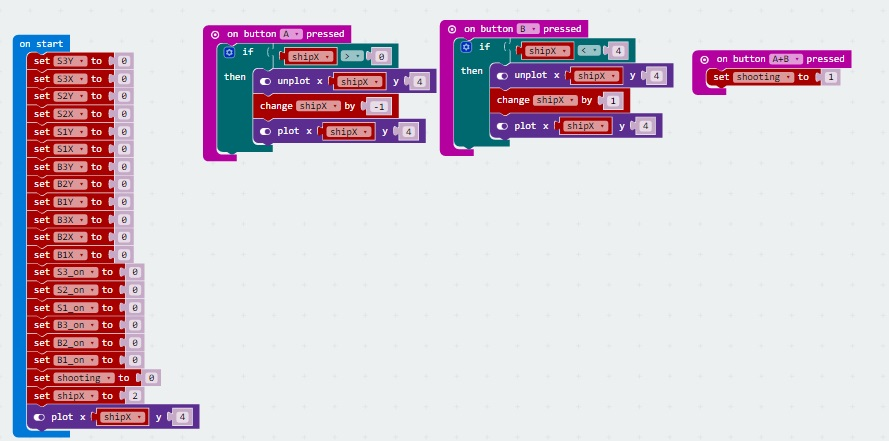 on start
set S3Y to 0
set S3X to 0
set S2Y to 0
set S2X to 0
set S1Y to 0
set S1X to 0
set B3Y to 0
set B2Y to 0
set B1Y to 0
set B3X to 0
set B2X to 0
set B1X to 0
set S3_on to 0
set S2_on to 0
set S1_on to 0
set B3_on to 0
set B2_on to 0
set B1_on to 0
set shooting to 0
set shipX to 2
plot x shipX y 4
on button A pressed
if shipX > 0
then
unplot x shipX y 4
change shipX by -1
plot x shipX y 4
on button B pressed
if shipX < 4
then
unplot x shipX y 4
change shipX by 1
plot x shipX y 4
on button A+B pressed
set shooting to 1